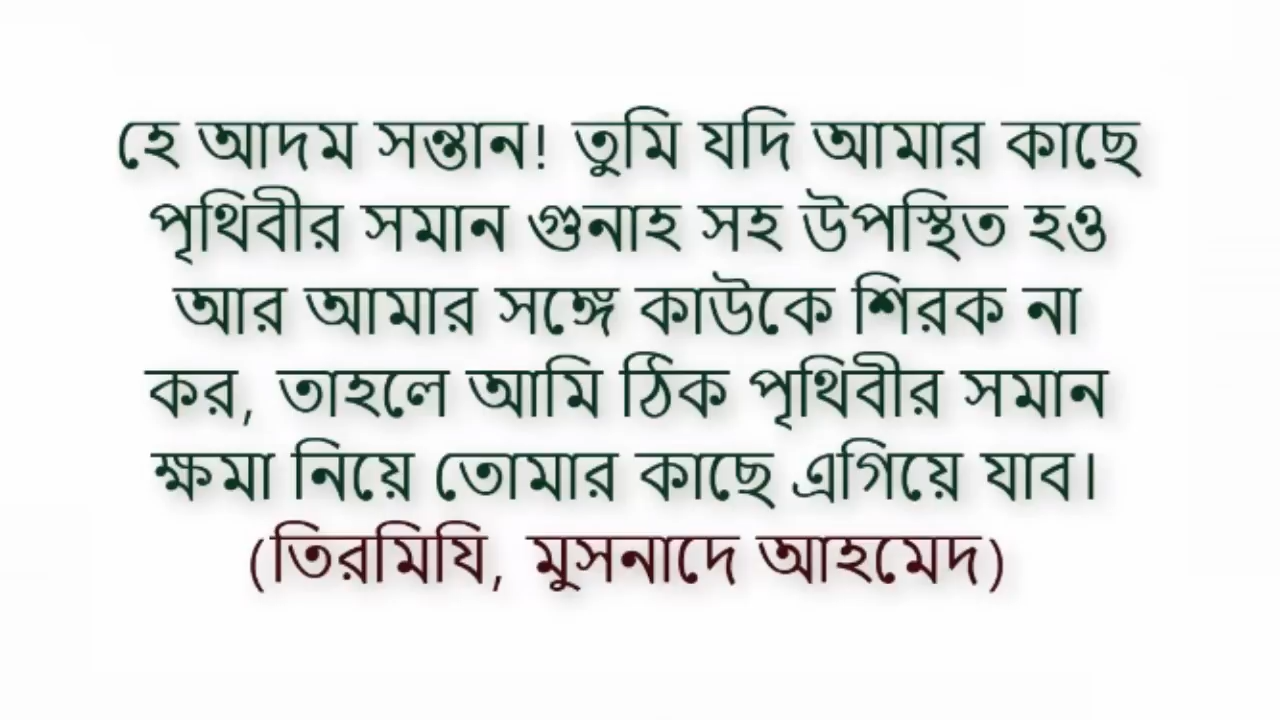 হে আদম সন্তান! তুমি যদি আমার কাছে
পৃথিবীর সমান গুনাহ সহ উপস্থিত হও
আর আমার সঙ্গে কাউকে শিরক না
কর, তাহলে আমি ঠিক পৃথিবীর সমান
ক্ষমা নিয়ে তোমার কাছে এগিয়ে যাব।
(তিরমিযি, মুসনাদে আহমেদ)